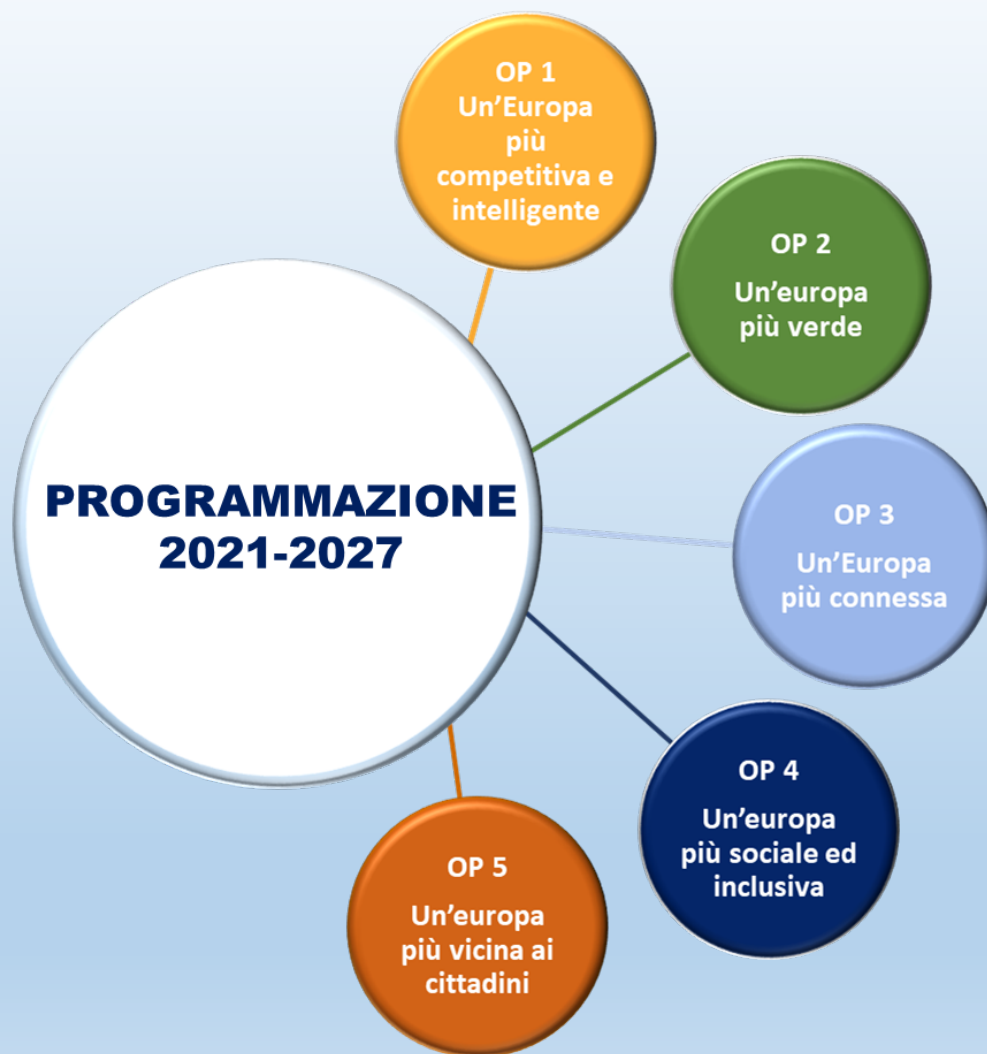 OP 1
Un’Europa
più
competitiva e
intelligente
OP 2
Un’europa
più verde
PROGRAMMAZIONE
2021-2027
OP 3
Un’Europa
più connessa
OP 4
Un’europa
più sociale ed
inclusiva
OP 5
Un’europa
più vicina ai
cittadini